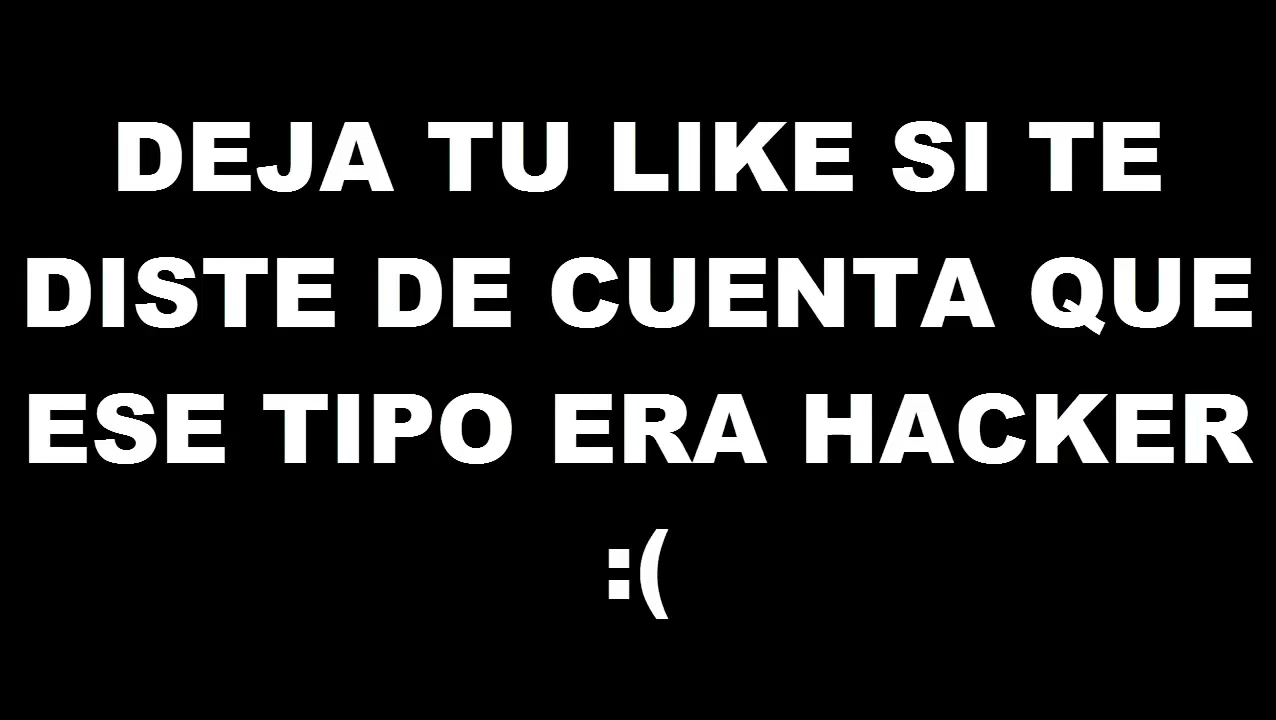 DEJA TU LIKE SI TE
DISTE DE CUENTA QUE
ESE TIPO ERA HACKER
:(